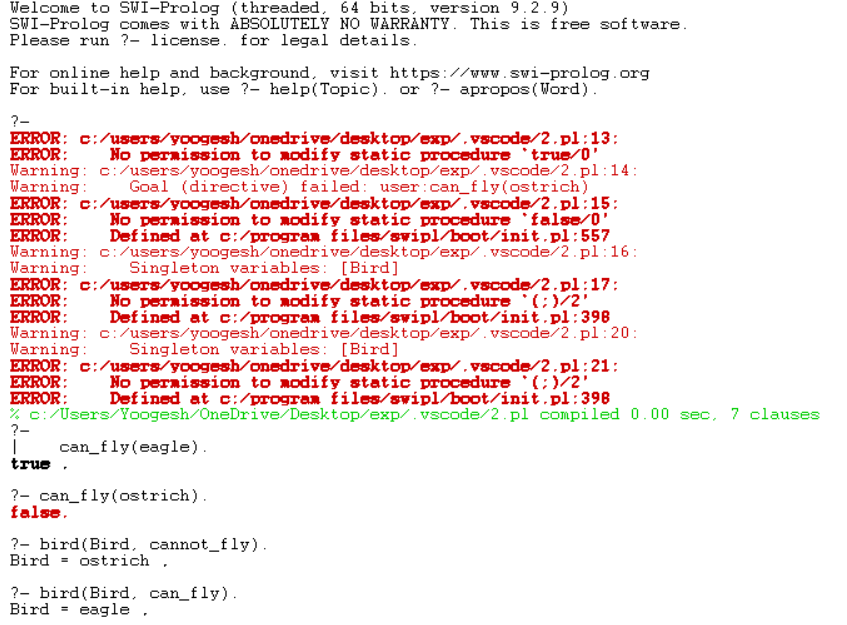 Welcome to SWI-Prolog (threaded, 64 bits, version 9.2.9)
SWI-Prolog comes with ABSOLUTELY NO WARRANTY. This is free software.
Please run ?- license. for legal details.
For online help and background, visit https://www.swi-prolog.org
For built-in help, use ?- help(Topic). or ?- apropos(Word).
?-
ERROR: c:/users/yoogesh/onedrive/desktop/exp/.vscode/2.pl:13:
ERROR:    No permission to modify static procedure `true/0'
Warning: c:/users/yoogesh/onedrive/desktop/exp/.vscode/2.pl:14:
Warning:    Goal (directive) failed: user:can_fly(ostrich)
ERROR: c:/users/yoogesh/onedrive/desktop/exp/.vscode/2.pl:15:
ERROR:    No permission to modify static procedure `false/0'
ERROR:    Defined at c:/program files/swipl/boot/init.pl:557
Warning: c:/users/yoogesh/onedrive/desktop/exp/.vscode/2.pl:16:
Warning:    Singleton variables: [Bird]
ERROR: c:/users/yoogesh/onedrive/desktop/exp/.vscode/2.pl:17:
ERROR:    No permission to modify static procedure `(;)/2'
ERROR:    Defined at c:/program files/swipl/boot/init.pl:398
Warning: c:/users/yoogesh/onedrive/desktop/exp/.vscode/2.pl:20:
Warning:    Singleton variables: [Bird]
ERROR: c:/users/yoogesh/onedrive/desktop/exp/.vscode/2.pl:21:
ERROR:    No permission to modify static procedure `(;)/2'
ERROR:    Defined at c:/program files/swipl/boot/init.pl:398
% c:/Users/Yoogesh/OneDrive/Desktop/exp/.vscode/2.pl compiled 0.00 sec, 7 clauses
?-
|    can_fly(eagle).
true .
?- can_fly(ostrich).
false.
?- bird(Bird, cannot_fly).
Bird = ostrich .
?- bird(Bird, can_fly).
Bird = eagle .